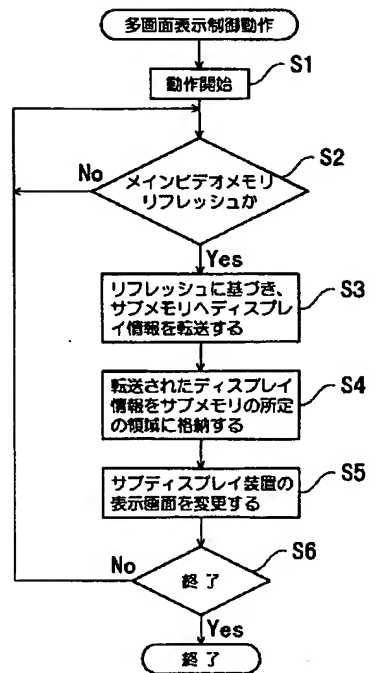 多画面表示制御動作
動作開始
S1
S2
No
メインビデオメモリ
リフレッシュか
Yes
リフレッシュに基づき、
サブメモリへディスプレ
イ情報を転送する
S3
転送されたディスプレイ
情報をサブメモリの所定
の領域に格納する
S4
サブディスプレイ装置の
表示画面を変更する
S5
No
終了
S6
Yes
終了